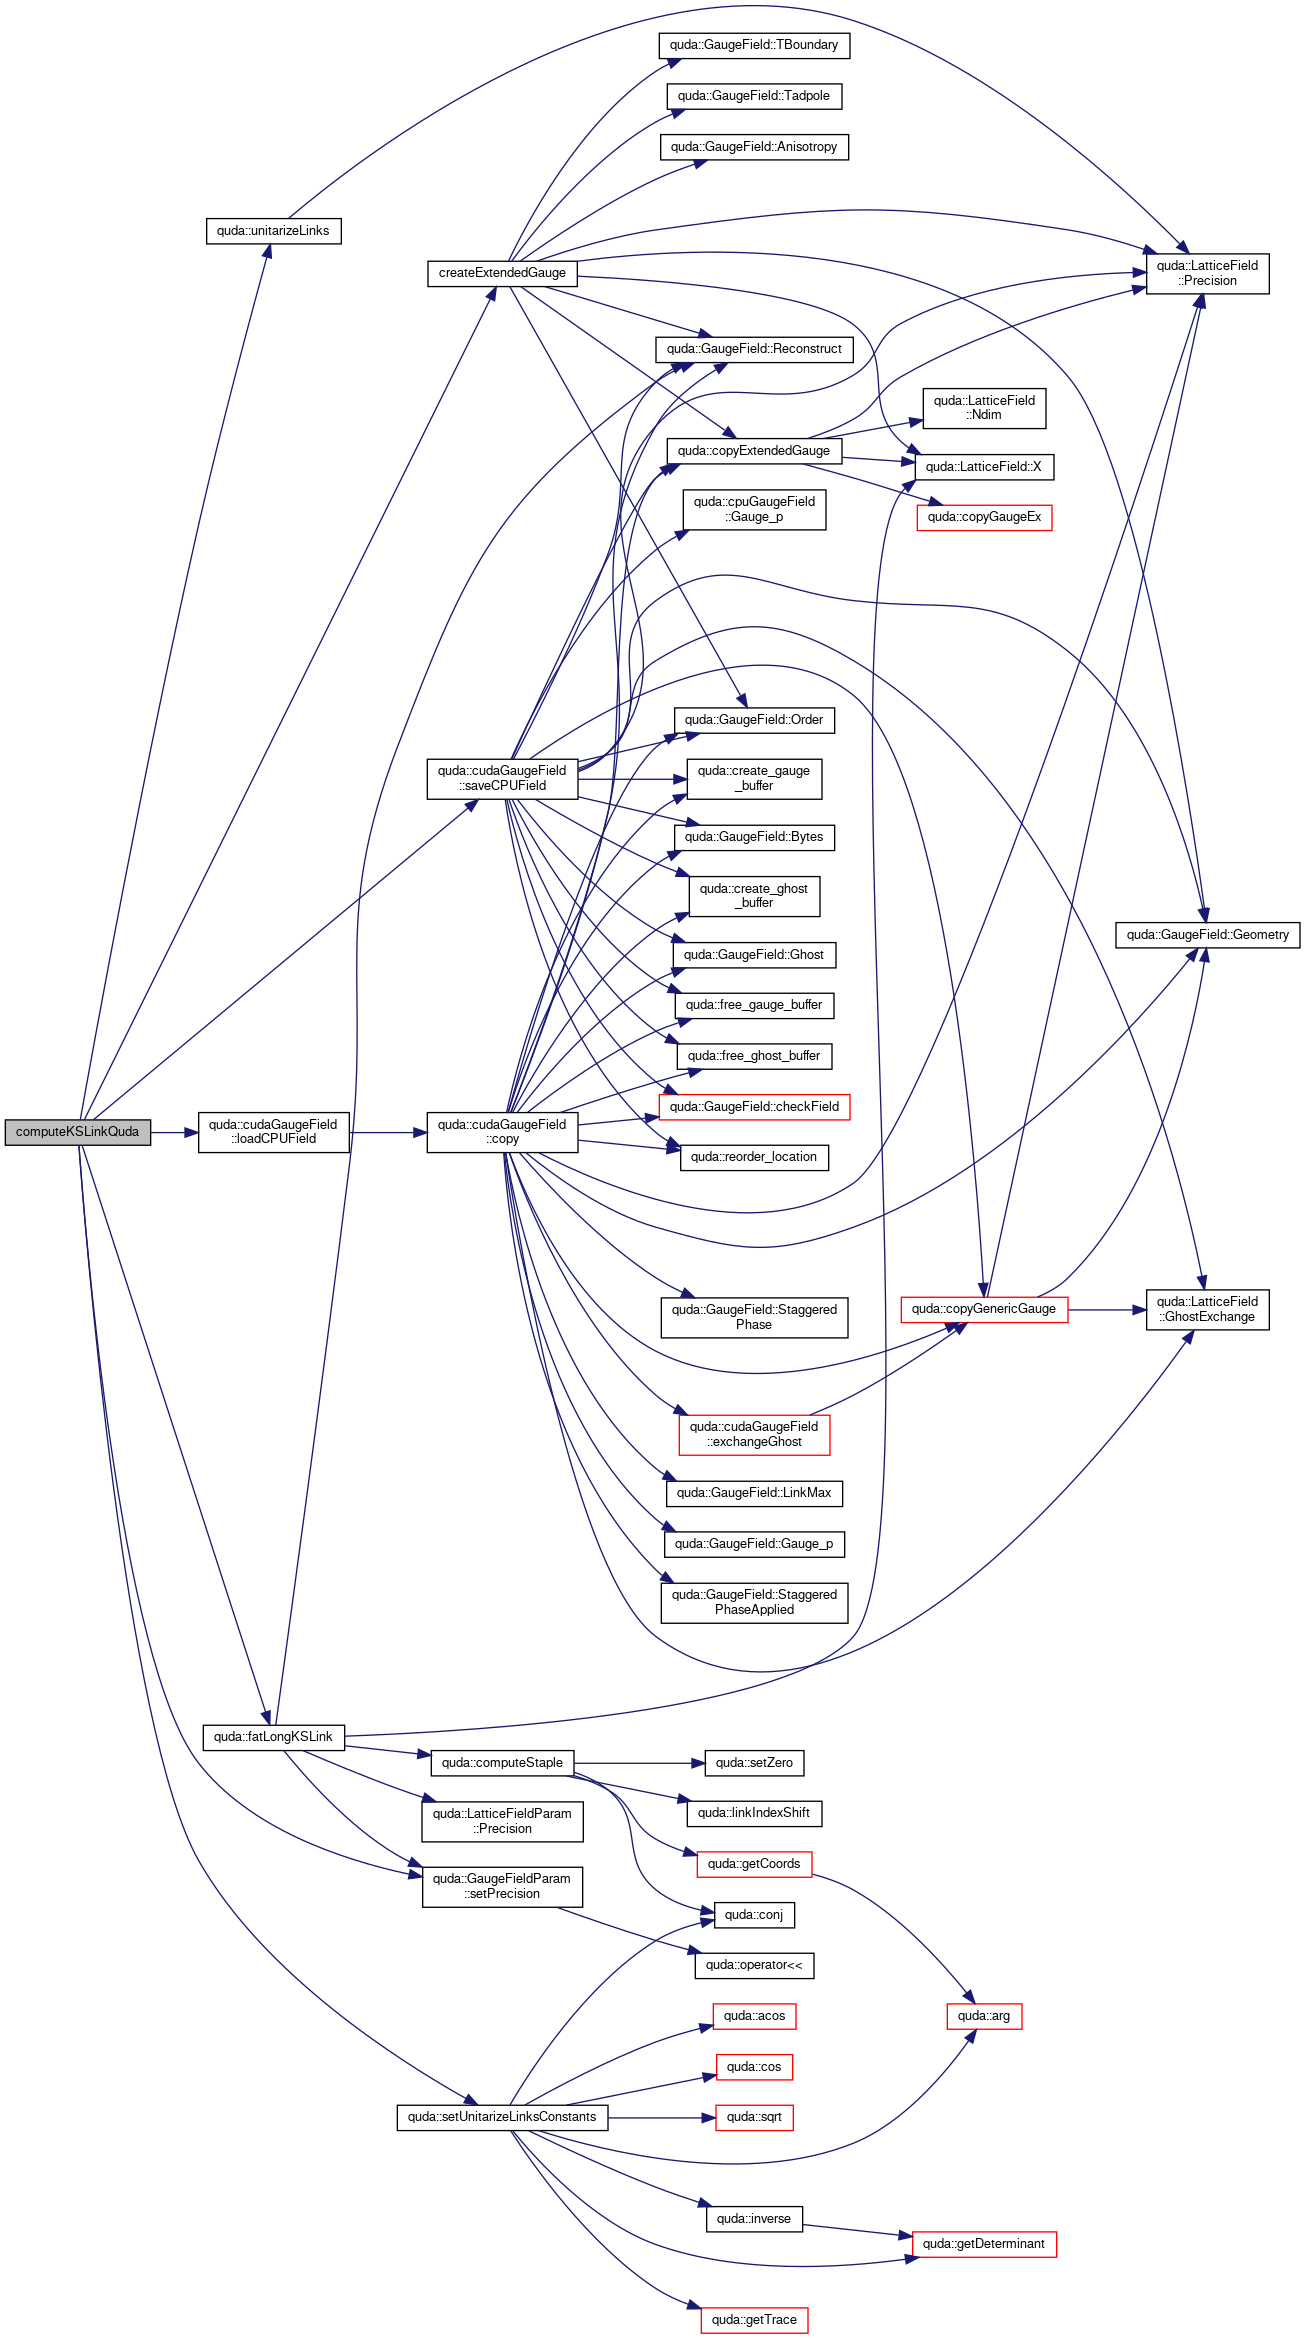 quda::GaugeField::TBoundary
quda::GaugeField::Tadpole
quda::GaugeField::Anisotropy
quda::unitarizeLinks
createExtendedGauge
quda::LatticeField
::Precision
quda::GaugeField::Reconstruct
quda::LatticeField
::Ndim
quda::copyExtendedGauge
quda::LatticeField::X
quda::cpuGaugeField
::Gauge_p
quda::copyGaugeEx
quda::GaugeField::Order
quda::cudaGaugeField
::saveCPUField
quda::create_gauge
_buffer
quda::GaugeField::Bytes
quda::create_ghost
_buffer
quda::GaugeField::Geometry
quda::GaugeField::Ghost
quda::free_gauge_buffer
quda::free_ghost_buffer
quda::GaugeField::checkField
computeKSLinkQuda
quda::cudaGaugeField
::loadCPUField
quda::cudaGaugeField
::copy
quda::reorder_location
quda::GaugeField::Staggered
Phase
quda::copyGenericGauge
quda::LatticeField
::GhostExchange
quda::cudaGaugeField
::exchangeGhost
quda::GaugeField::LinkMax
quda::GaugeField::Gauge_p
quda::GaugeField::Staggered
PhaseApplied
quda::fatLongKSLink
quda::computeStaple
quda::setZero
quda::LatticeFieldParam
::Precision
quda::linkIndexShift
quda::getCoords
quda::GaugeFieldParam
::setPrecision
quda::conj
quda::operator<<
quda::acos
quda::arg
quda::cos
quda::setUnitarizeLinksConstants
quda::sqrt
quda::inverse
quda::getDeterminant
quda::getTrace